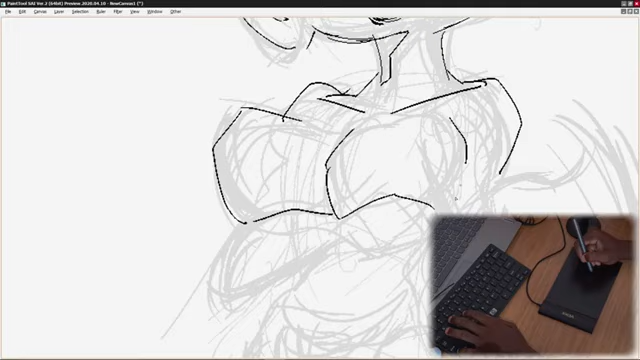 PaintTool SAI Ver.2 (64bit) Preview.2020.04.10 - NewCanvas1 (*)
File Edit Canvas Layer Selection Ruler Filter View Window Other